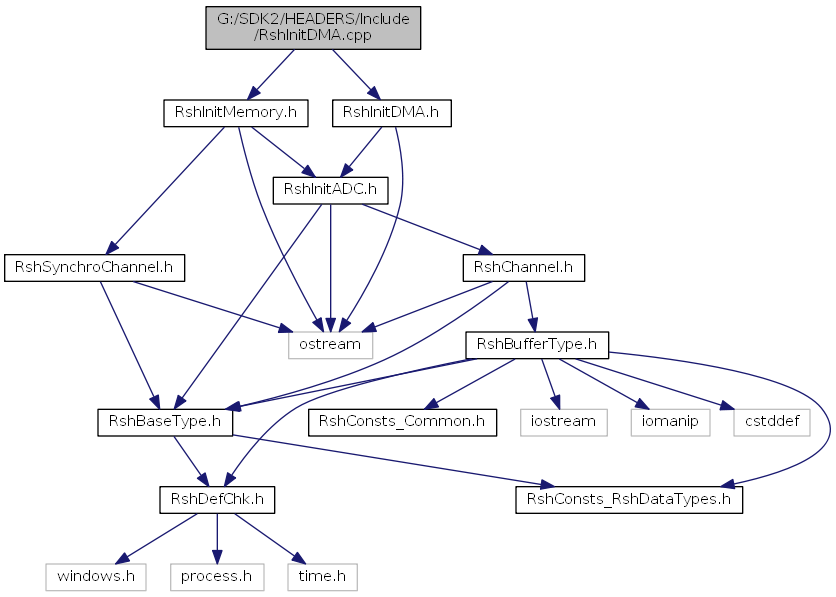 G:/SDK2/HEADERS/Include
/RshInitDMA.cpp
RshInitMemory.h
RshInitDMA.h
RshInitADC.h
RshSynchroChannel.h
RshChannel.h
ostream
RshBufferType.h
RshBaseType.h
RshConsts_Common.h
iostream
iomanip
cstddef
RshDefChk.h
RshConsts_RshDataTypes.h
windows.h
process.h
time.h